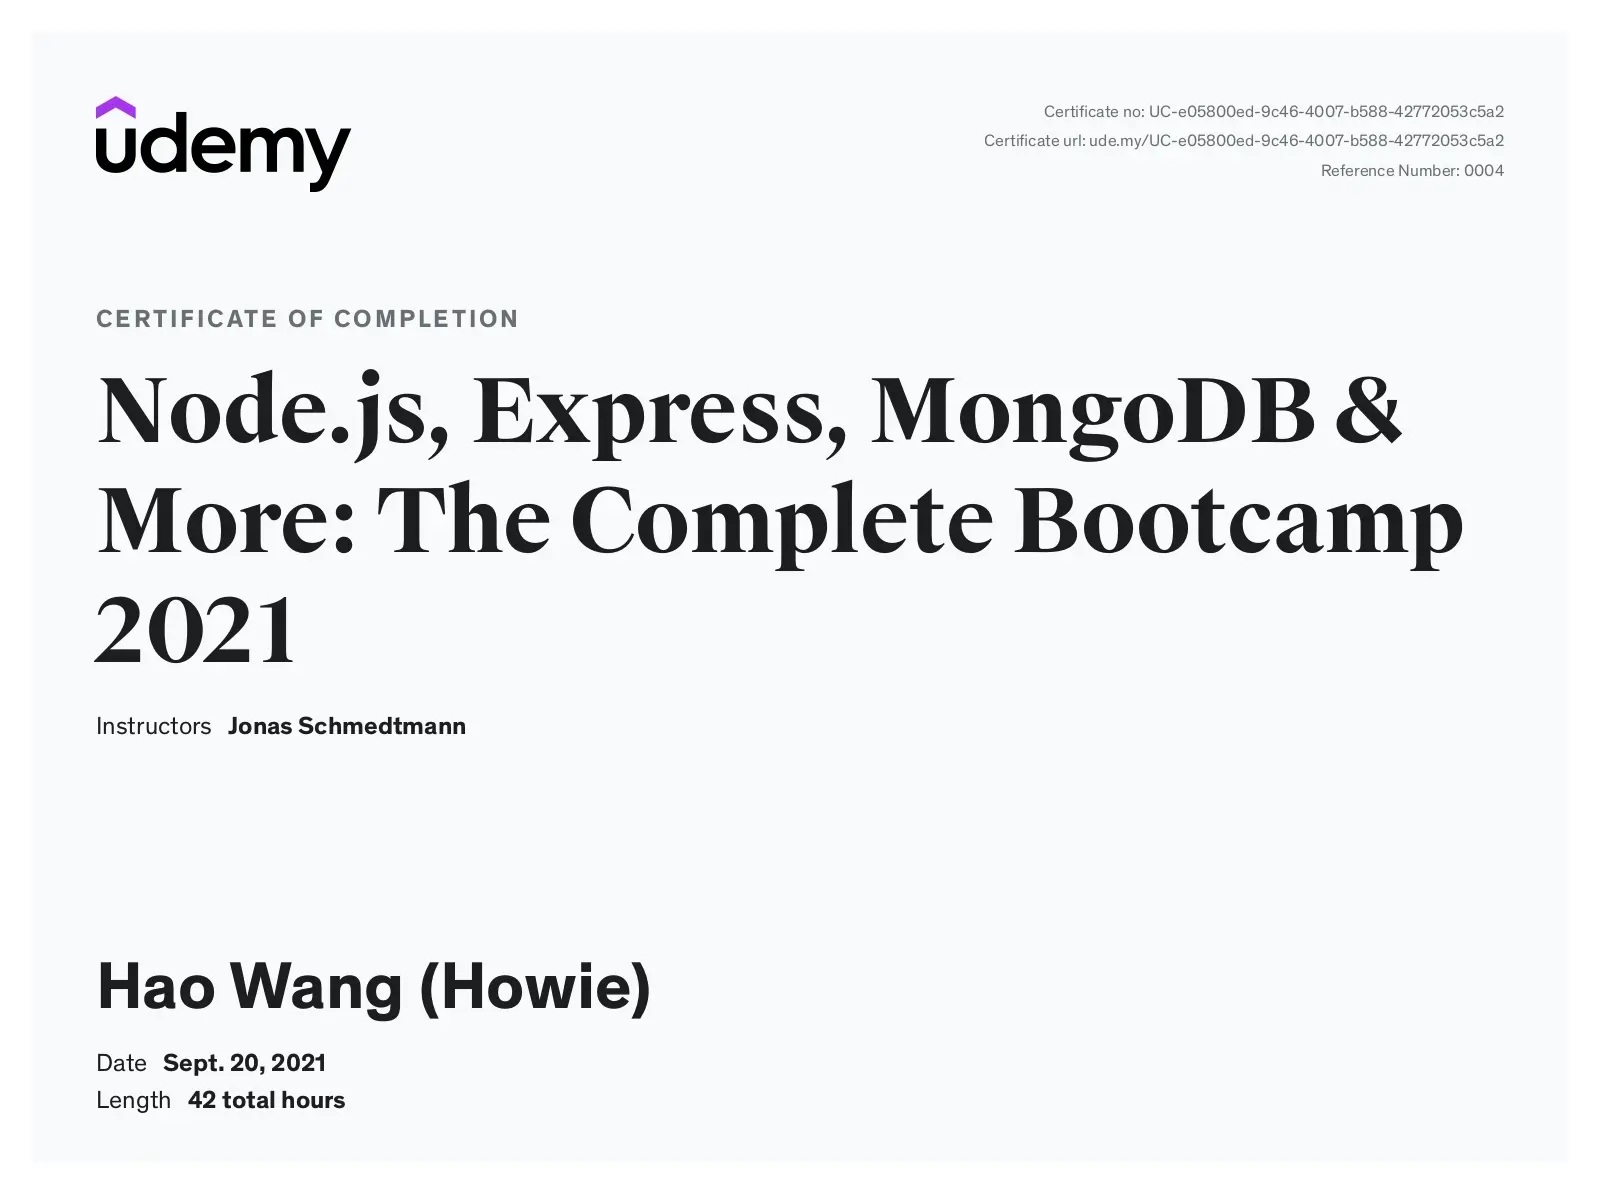 udemy
Certificate no: UC-e05800ed-9c46-4007-b588-42772053c5a2
Certificate url: ude.my/UC-e05800ed-9c46-4007-b588-42772053c5a2
Reference Number: 0004
CERTIFICATE OF COMPLETION
Node.js, Express, MongoDB &
More: The Complete Bootcamp
2021
Instructors Jonas Schmedtmann
Hao Wang (Howie)
Date Sept. 20, 2021
Length 42 total hours